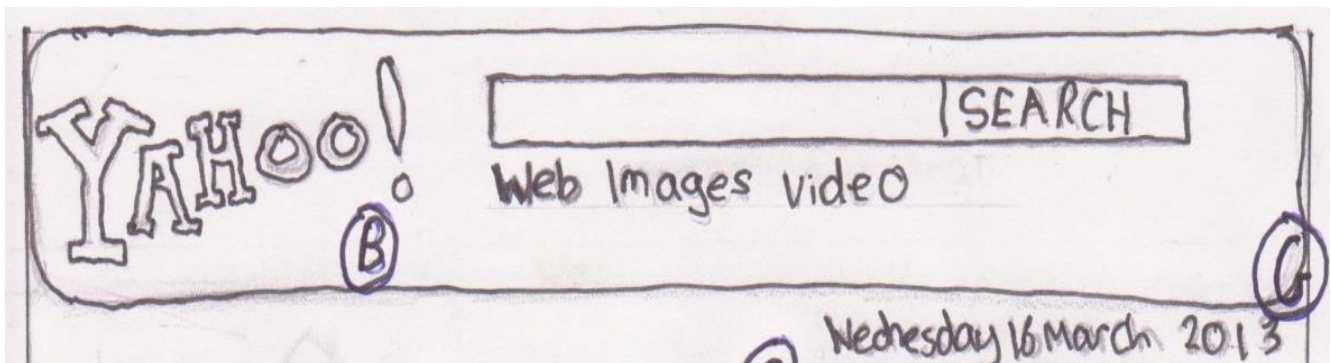 YAHOO!
SEARCH
Web Images Video
B
G
Wednesday 16 March 2013